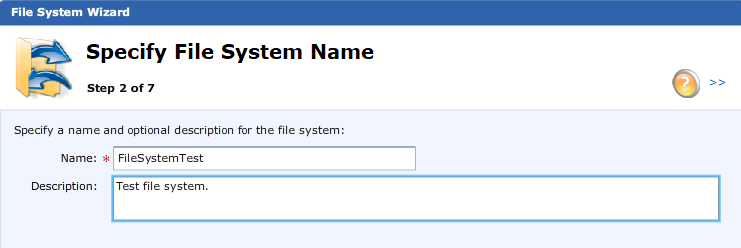 File System Wizard
Specify File System Name
Step 2 of 7
? >>
Specify a name and optional description for the file system:
Name: * FileSystemTest
Description: Test file system.